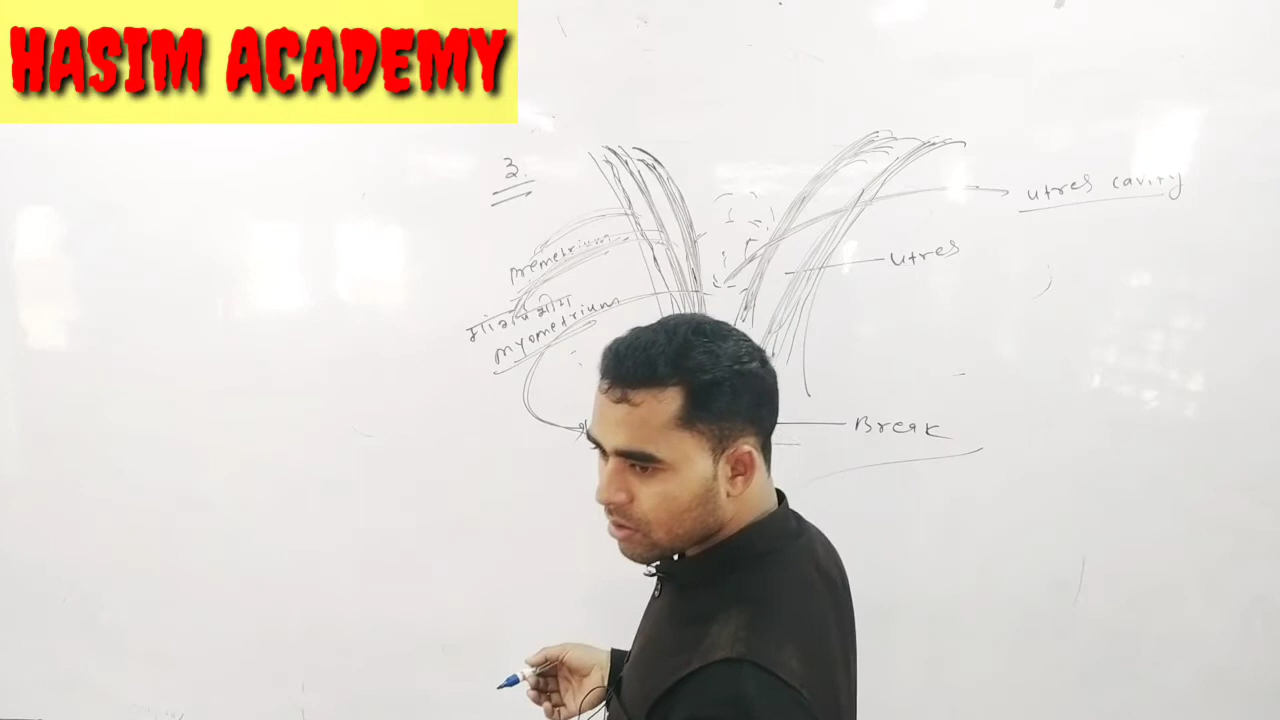 HASIM ACADEMY
3.
utres cavity
premetrium
utres
myometrium
Break